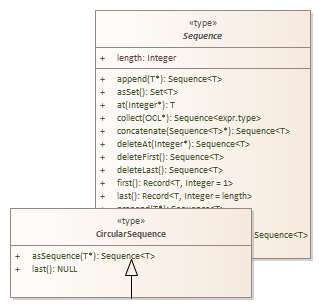 «type»
Sequence
+ length: Integer
+ append(T*): Sequence<T>
+ asSet(): Set<T>
+ at(Integer*): T
+ collect(OCL*): Sequence<expr.type>
+ concatenate(Sequence<T>*): Sequence<T>
+ deleteAt(Integer*): Sequence<T>
+ deleteFirst(): Sequence<T>
+ deleteLast(): Sequence<T>
+ first(): Record<T, Integer = 1>
+ last(): Record<T, Integer = length>
Sequence<T>
«type»
CircularSequence
+ asSequence(T*): Sequence<T>
+ last(): NULL